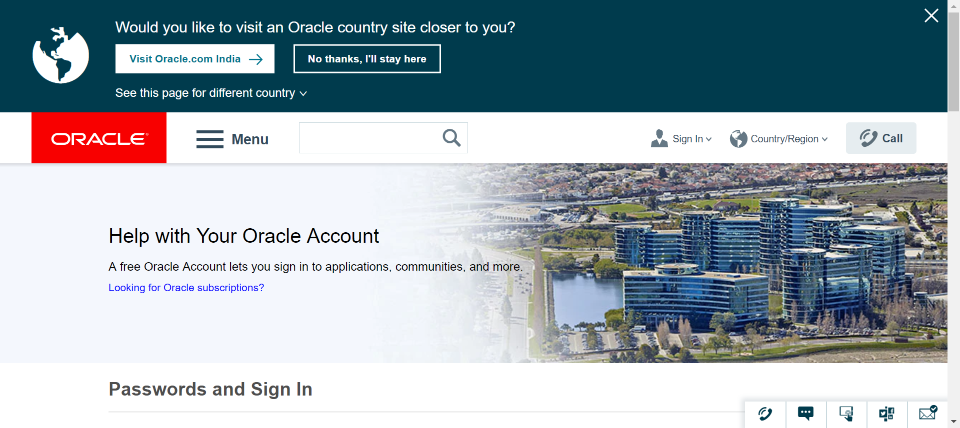 Would you like to visit an Oracle country site closer to you?
Visit Oracle.com India
No thanks, I'll stay here
See this page for different country
ORACLE
Menu
Sign In
Country/Region
Call
Help with Your Oracle Account
A free Oracle Account lets you sign in to applications, communities, and more.
Looking for Oracle subscriptions?
Passwords and Sign In